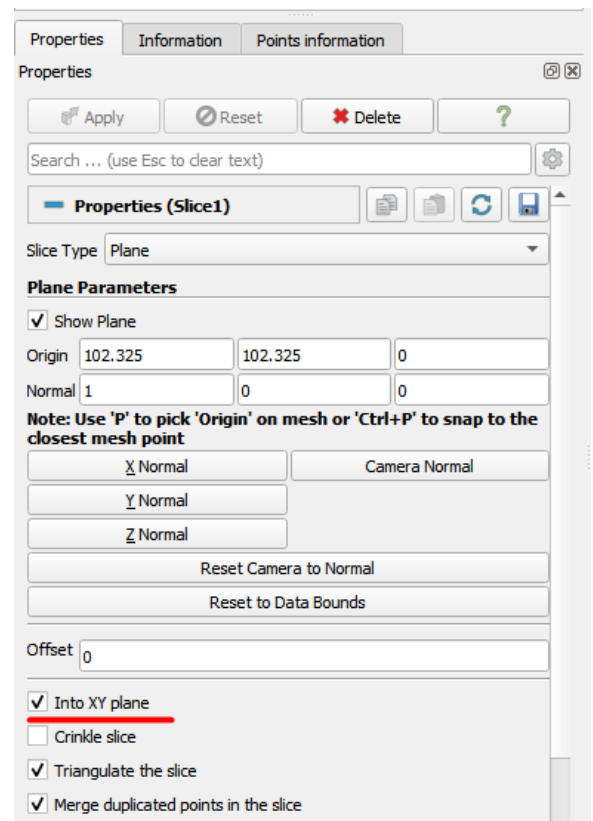 Properties Information Points information
Properties
Apply Reset Delete ?
Search ... (use Esc to clear text)
Properties (Slice1)
Slice Type Plane
Plane Parameters
Show Plane
Origin 102.325 102.325 0
Normal 1 0 0
Note: Use 'P' to pick 'Origin' on mesh or 'Ctrl+P' to snap to the
closest mesh point
X Normal Camera Normal
Y Normal
Z Normal
Reset Camera to Normal
Reset to Data Bounds
Offset 0
Into XY plane
Crinkle slice
Triangulate the slice
Merge duplicated points in the slice